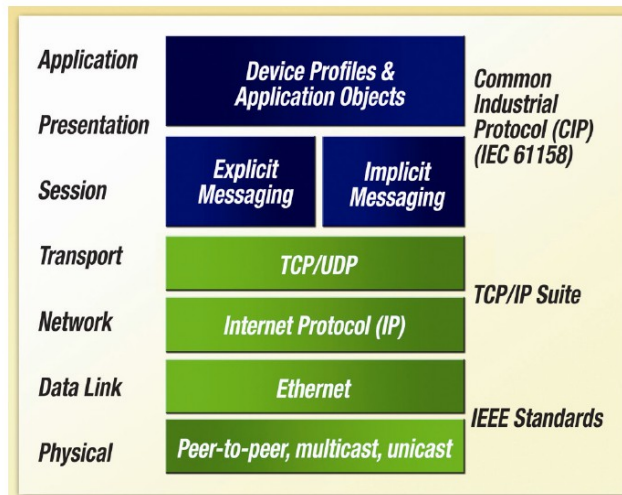 Application
Presentation
Session
Transport
Network
Data Link
Physical
Device Profiles &
Application Objects
Explicit
Messaging
Implicit
Messaging
TCP/UDP
Internet Protocol (IP)
Ethernet
Peer-to-peer, multicast, unicast
Common
Industrial
Protocol (CIP)
(IEC 61158)
TCP/IP Suite
IEEE Standards